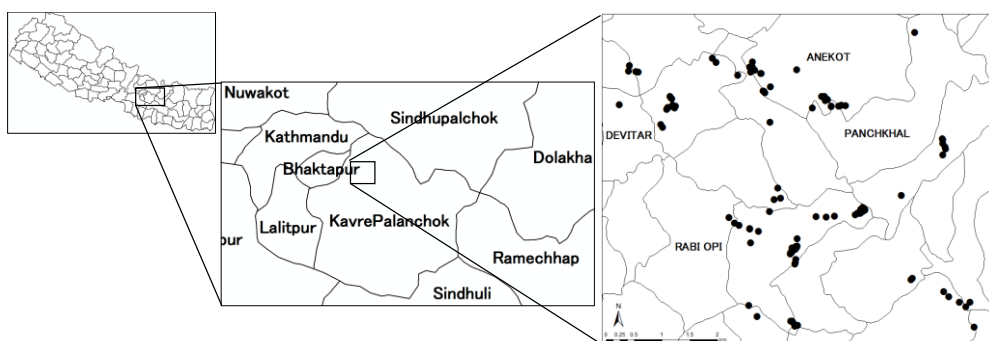 Nuwakot
Sindhupalchok
Kathmandu
Dolakha
Bhaktapur
Lalitpur
KavrePalanchok
pur
Ramechhap
Sindhuli
ANEKOT
DEVITAR
PANCHKHAL
RABI OPI
N
0 0.25 0.5 1 1.5 2